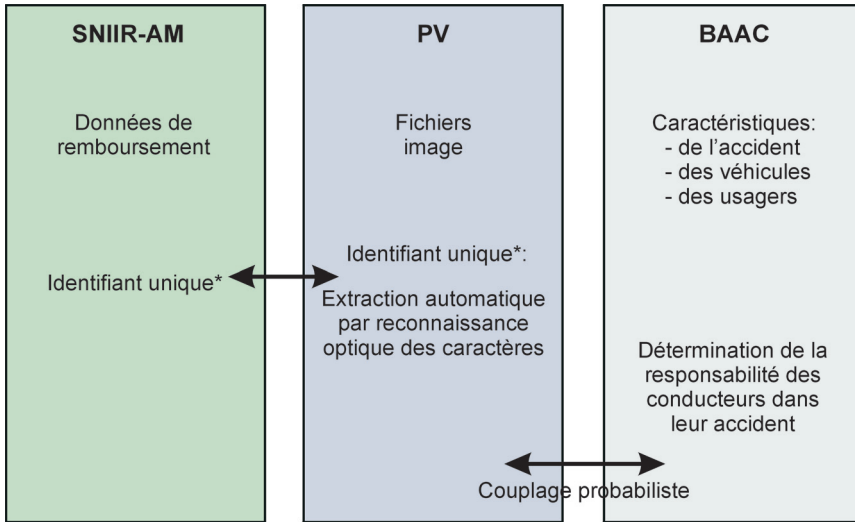 SNIIR-AM
Données de
remboursement
Identifiant unique*
PV
Fichiers
image
Identifiant unique*:
Extraction automatique
par reconnaissance
optique des caractères
BAAC
Caractéristiques:
- de l'accident
- des véhicules
- des usagers
Détermination de la
responsabilité des
conducteurs dans
leur accident
Couplage probabiliste